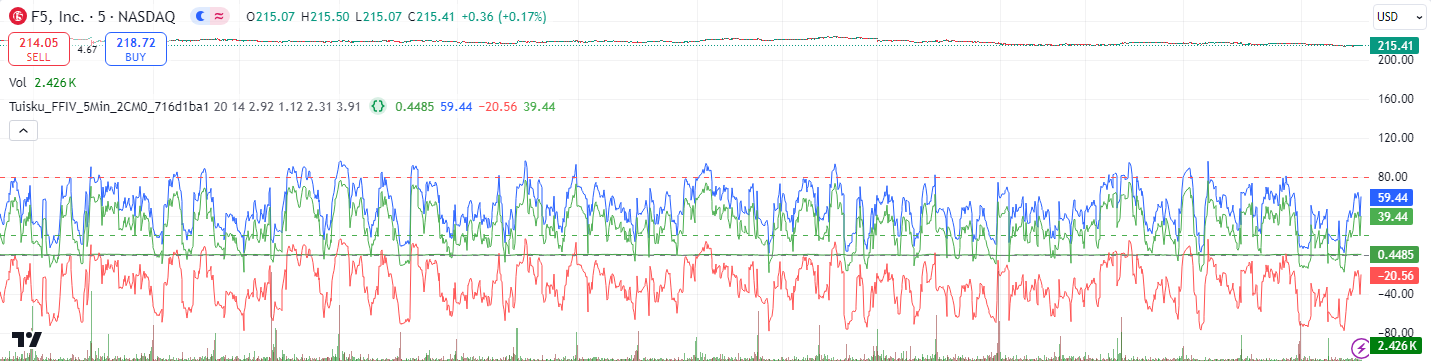 F5, Inc. · 5 · NASDAQ O215.07 H215.50 L215.07 C215.41 +0.36 (+0.17%)
USD
214.05 SELL
4.67
218.72 BUY
215.41
200.00
Vol 2.426 K
Tuisku_FFIV_5Min_2CM0_716d1ba1 20 14 2.92 1.12 2.31 3.91 {} 0.4485 59.44 −20.56 39.44
160.00
120.00
80.00
59.44
39.44
0.4485
−20.56
−40.00
−80.00
2.426 K